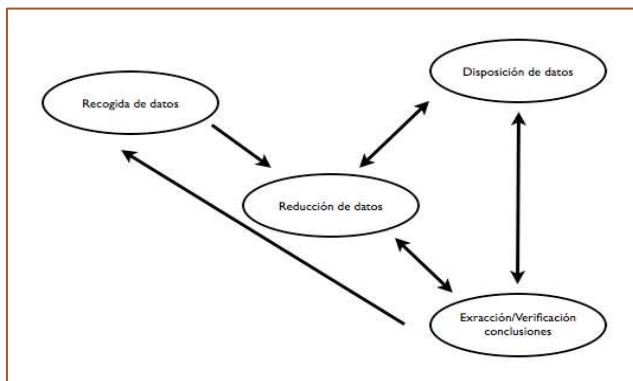 Disposición de datos
Recogida de datos
Reducción de datos
Exracción/Verificación
conclusiones